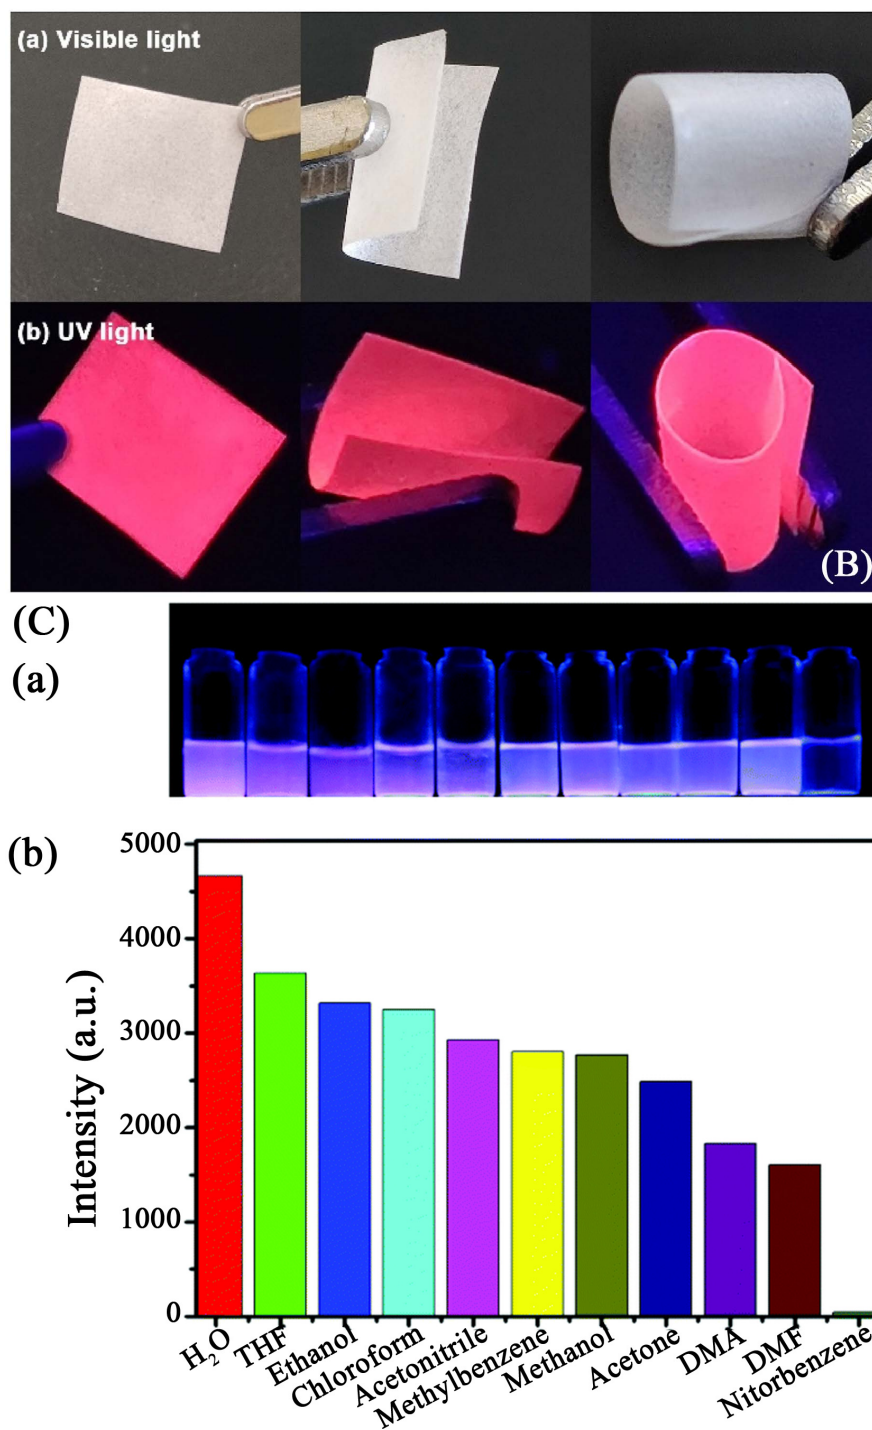 (a) Visible light
(b) UV light
(B)
(C)
(a)
(b)
5000
4000
3000
2000
1000
0
Intensity (a.u.)
H₂O
THF
Ethanol
Chloroform
Acetonitrile
Methylbenzene
Methanol
Acetone
DMA
DMF
Nitorbenzene